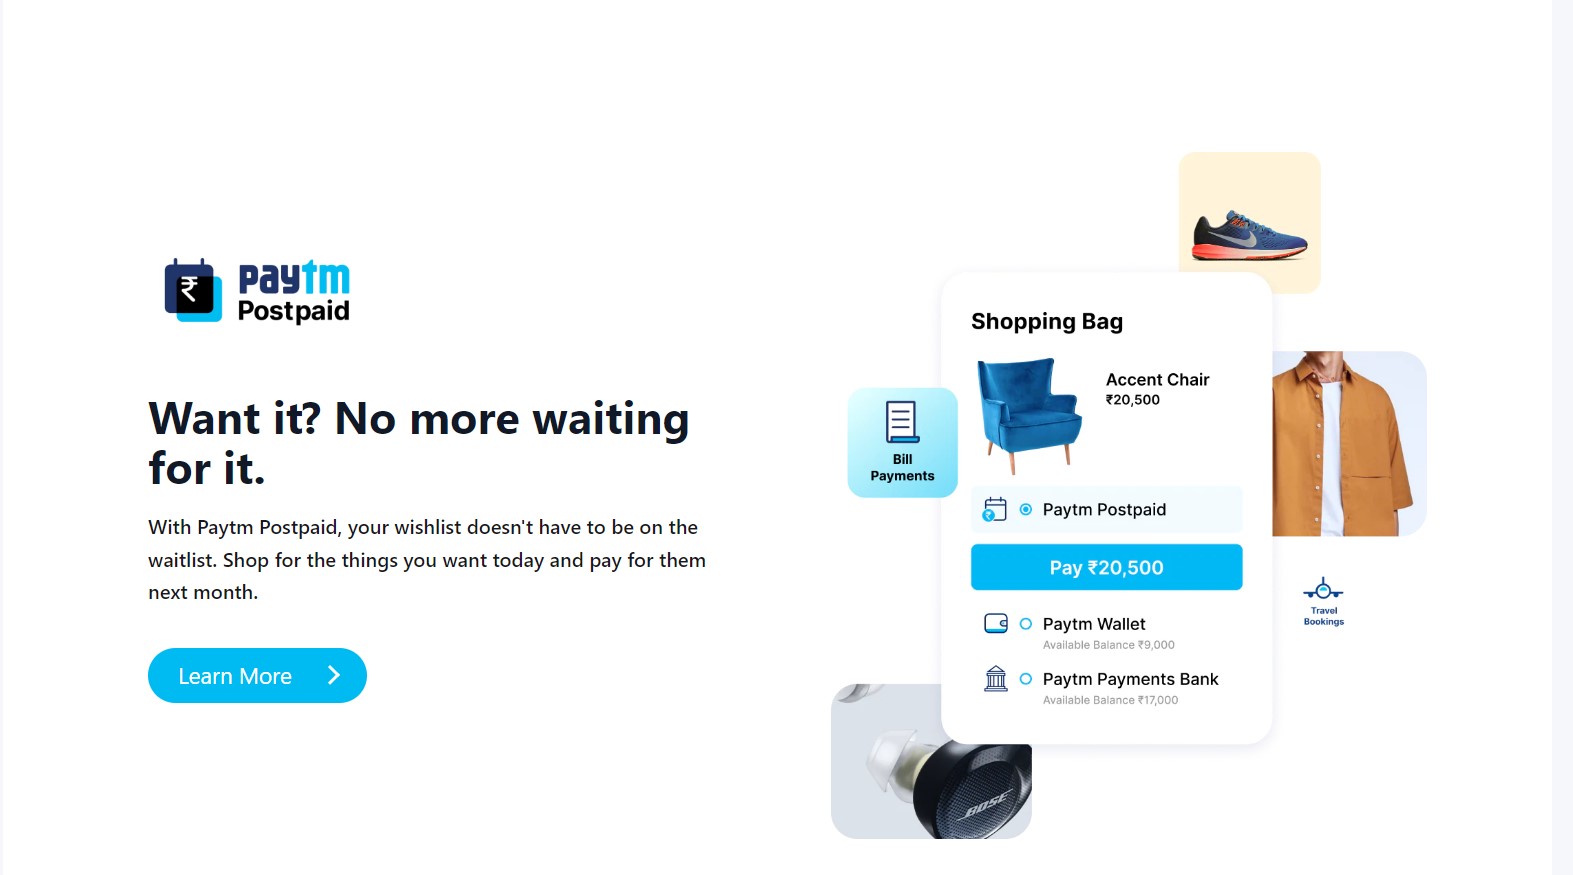 ₹
paytm
Postpaid
Want it? No more waiting
for it.
With Paytm Postpaid, your wishlist doesn't have to be on the
waitlist. Shop for the things you want today and pay for them
next month.
Learn More
Shopping Bag
Accent Chair
₹20,500
Bill
Payments
Paytm Postpaid
Pay ₹20,500
Paytm Wallet
Available Balance ₹9,000
Paytm Payments Bank
Available Balance ₹17,000
Travel
Bookings
BOSE